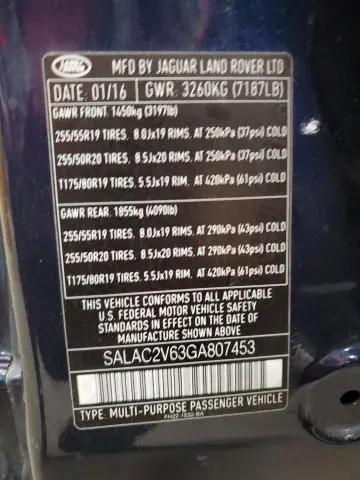 LAND ROVER
MFD BY JAGUAR LAND ROVER LTD
DATE: 01/16 GWR: 3260KG (7187LB)
GAWR FRONT: 1450kg (3197lb)
255/55R19 TIRES, 8.0Jx19 RIMS, AT 250kPa (37psi) COLD
255/50R20 TIRES, 8.5Jx20 RIMS, AT 250kPa (37psi) COLD
T175/80R19 TIRES, 5.5Jx19 RIM, AT 420kPa (61psi) COLD
GAWR REAR: 1855kg (4090lb)
255/55R19 TIRES, 8.0Jx19 RIMS, AT 290kPa (43psi) COLD
255/50R20 TIRES, 8.5Jx20 RIMS, AT 290kPa (43psi) COLD
T175/80R19 TIRES, 5.5Jx19 RIM, AT 420kPa (61psi) COLD
THIS VEHICLE CONFORMS TO ALL APPLICABLE
U.S. FEDERAL MOTOR VEHICLE SAFETY
STANDARDS IN EFFECT ON THE DATE OF
MANUFACTURE SHOWN ABOVE
SALAC2V63GA807453
TYPE: MULTI-PURPOSE PASSENGER VEHICLE
FH22-1532-BA